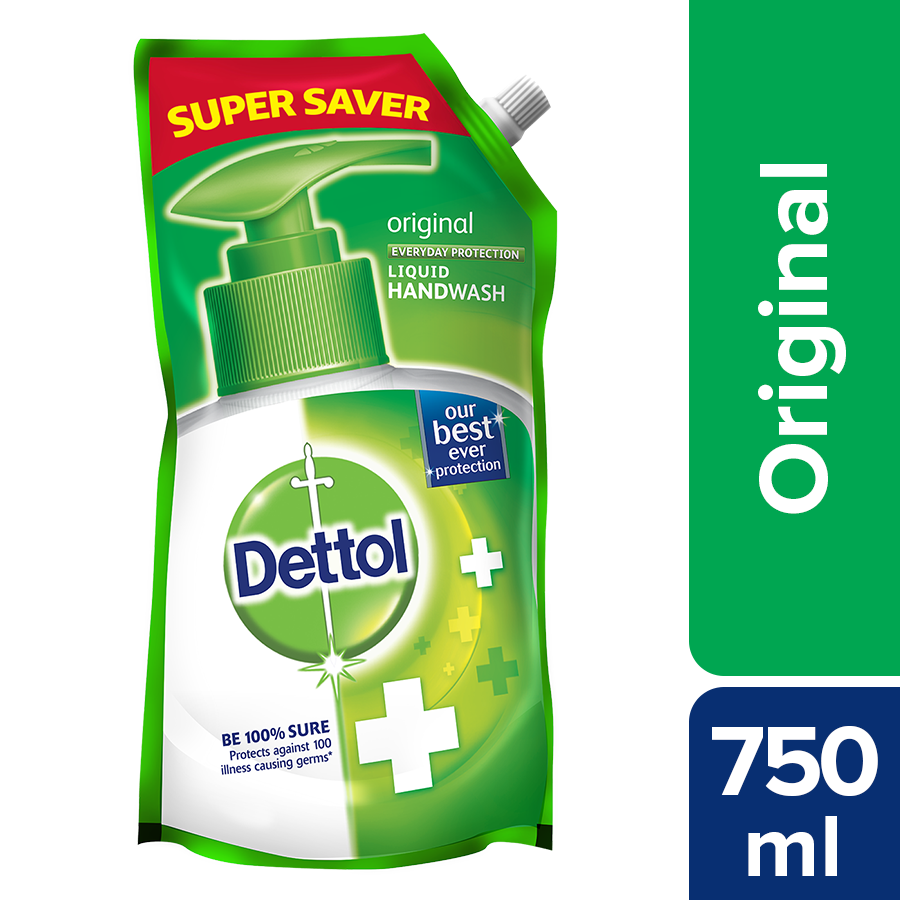 SUPER SAVER
original
EVERYDAY PROTECTION
LIQUID
HANDWASH
our
best
ever
protection
Dettol
BE 100% SURE
Protects against 100
illness causing germs*
Original
750
ml